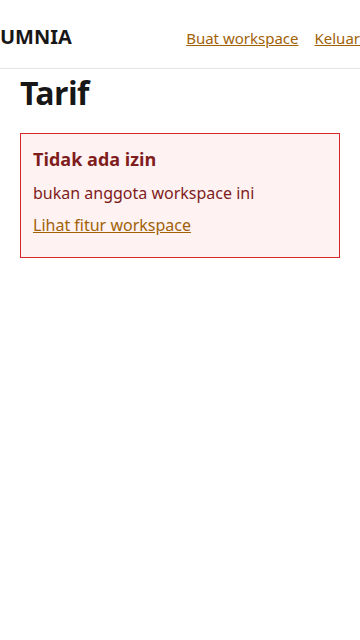 UMNIA
Buat workspace Keluar
Tarif
Tidak ada izin
bukan anggota workspace ini
Lihat fitur workspace